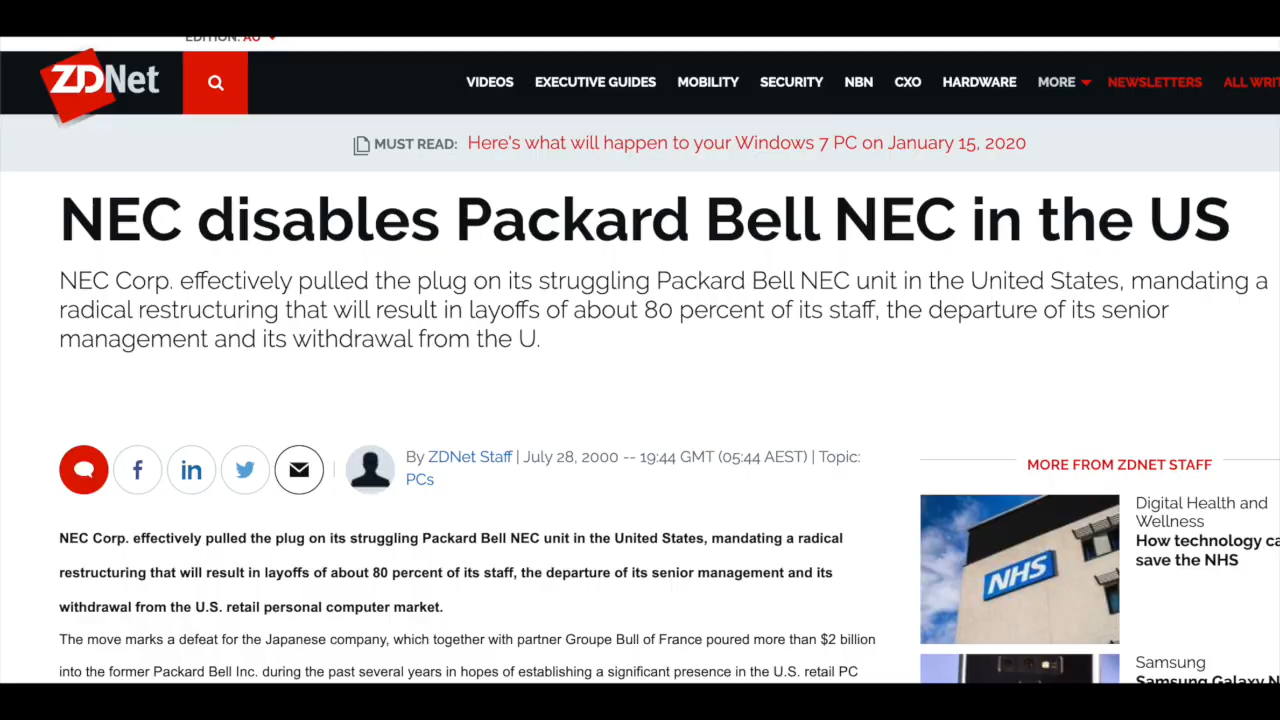 EDITION: AU
ZDNet
VIDEOS EXECUTIVE GUIDES MOBILITY SECURITY NBN CXO HARDWARE MORE NEWSLETTERS ALL
MUST READ: Here's what will happen to your Windows 7 PC on January 15, 2020
NEC disables Packard Bell NEC in the US
NEC Corp. effectively pulled the plug on its struggling Packard Bell NEC unit in the United States, mandating a
radical restructuring that will result in layoffs of about 80 percent of its staff, the departure of its senior
management and its withdrawal from the U.
By ZDNet Staff | July 28, 2000 -- 19:44 GMT (05:44 AEST) | Topic:
PCs
NEC Corp. effectively pulled the plug on its struggling Packard Bell NEC unit in the United States, mandating a radical
restructuring that will result in layoffs of about 80 percent of its staff, the departure of its senior management and its
withdrawal from the U.S. retail personal computer market.
The move marks a defeat for the Japanese company, which together with partner Groupe Bull of France poured more than $2 billion
into the former Packard Bell Inc. during the past several years in hopes of establishing a significant presence in the U.S. retail PC
MORE FROM ZDNET STAFF
NHS
Digital Health and
Wellness
How technology ca
save the NHS
Samsung
Samsung Galaxy N